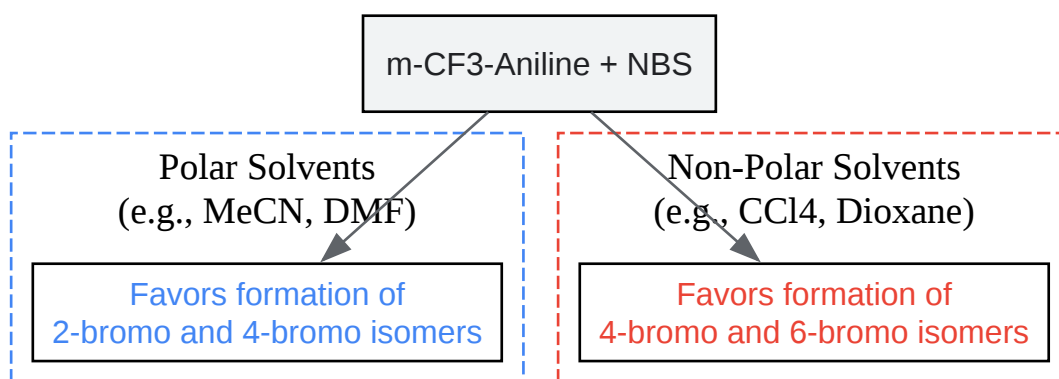 m-CF3-Aniline + NBS
Polar Solvents
(e.g., MeCN, DMF)
Favors formation of
2-bromo and 4-bromo isomers
Non-Polar Solvents
(e.g., CCl4, Dioxane)
Favors formation of
4-bromo and 6-bromo isomers